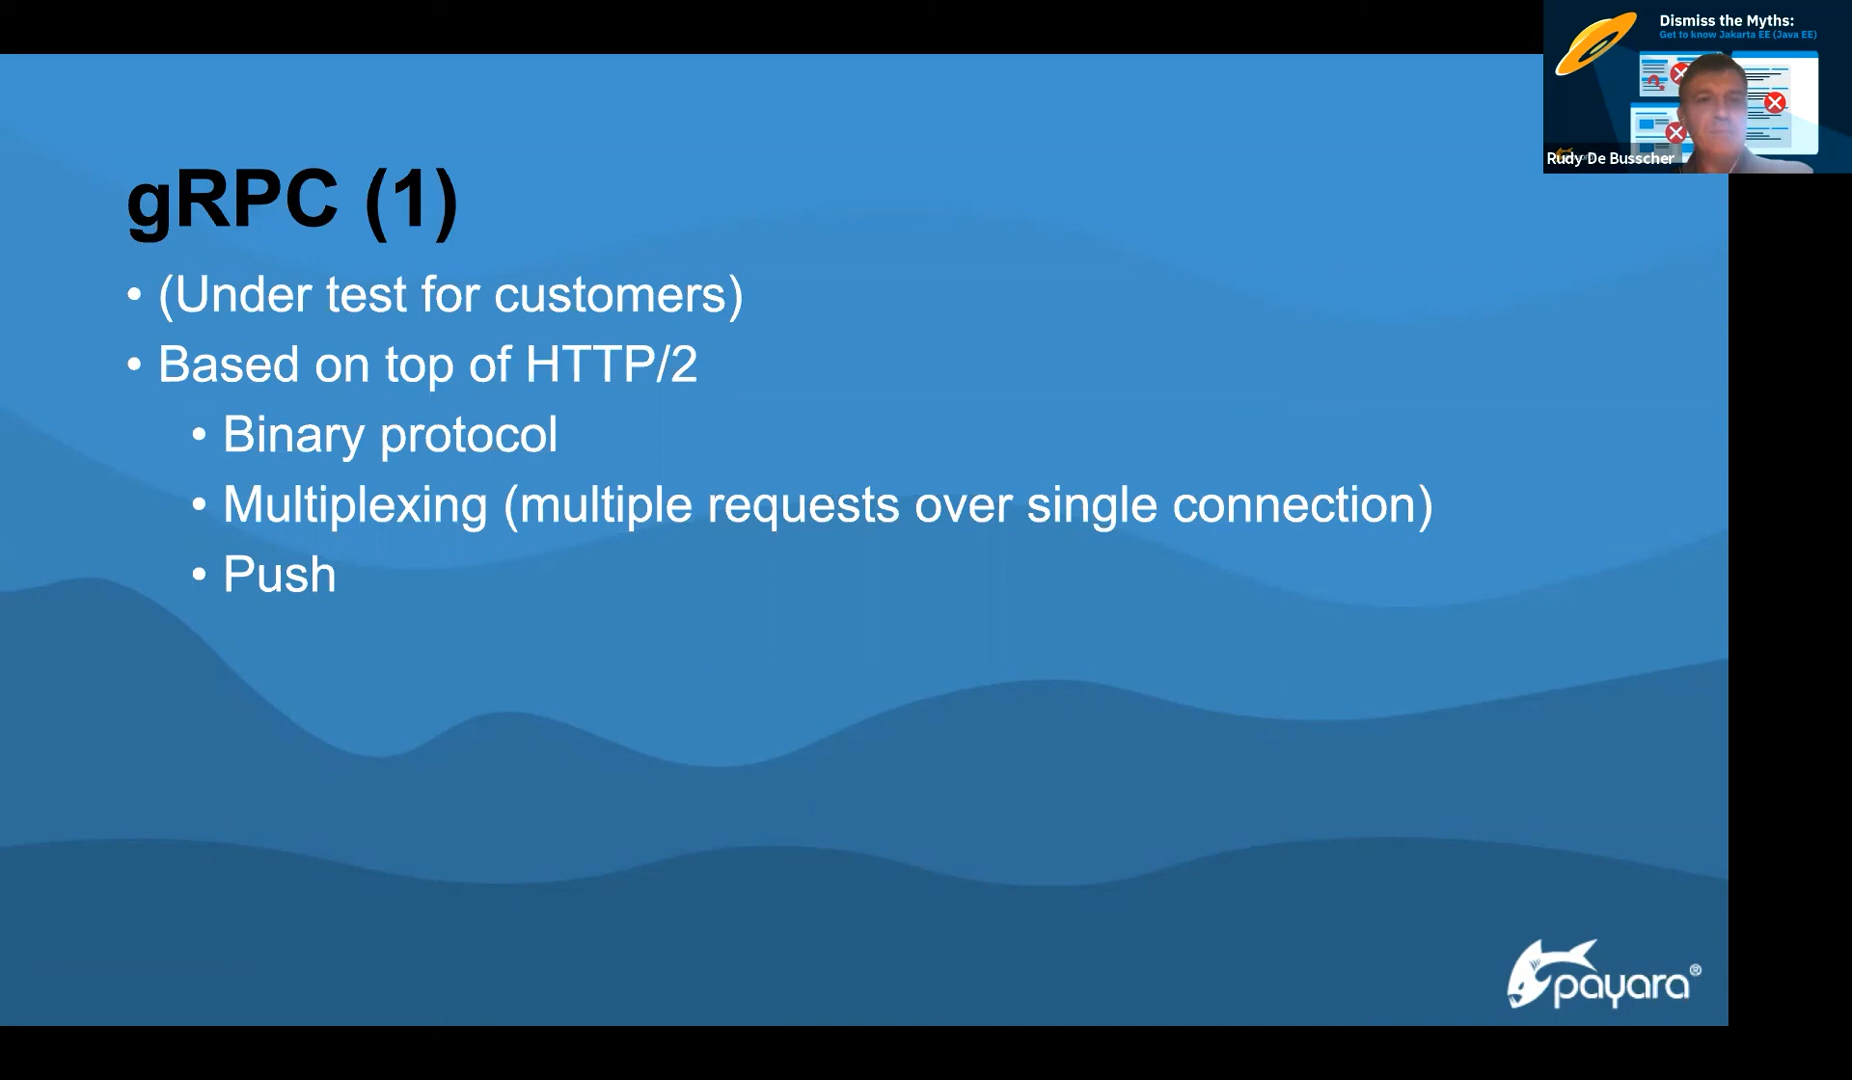 Dismiss the Myths:
Get to know Jakarta EE (Java EE)
Rudy De Busscher
gRPC (1)
• (Under test for customers)
• Based on top of HTTP/2
• Binary protocol
• Multiplexing (multiple requests over single connection)
• Push
payara®